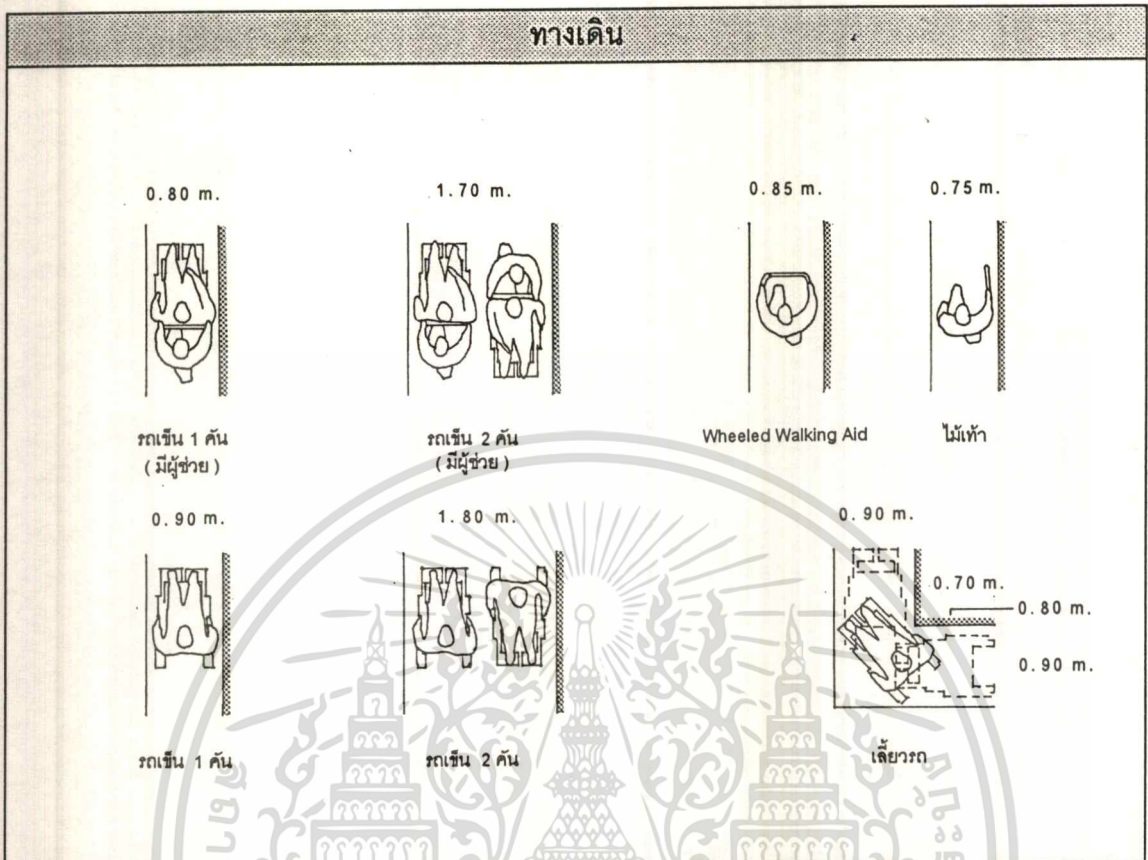 ทางเดิน
0.80 m.
1.70 m.
0.85 m.
0.75 m.
รถเข็น 1 คัน
( มีผู้ช่วย )
รถเข็น 2 คัน
( มีผู้ช่วย )
Wheeled Walking Aid
ไม้เท้า
0.90 m.
1.80 m.
0.90 m.
0.70 m.
0.80 m.
0.90 m.
รถเข็น 1 คัน
รถเข็น 2 คัน
เลี้ยวรถ